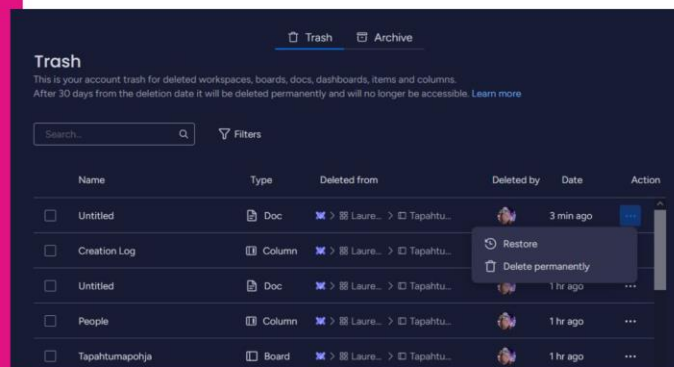 Trash Archive
Trash
This is your account trash for deleted workspaces, boards, docs, dashboards, items and columns.
After 30 days from the deletion date it will be deleted permanently and will no longer be accessible. Learn more
Search... Filters
Name Type Deleted from Deleted by Date Action
Untitled Doc > Laure... > Tapahtu... 3 min ago ...
Creation Log Column > Laure... > Tapahtu... Restore
Delete permanently
Untitled Doc > Laure... > Tapahtu... 1 hr ago ...
People Column > Laure... > Tapahtu... 1 hr ago ...
Tapahtumapohja Board > Laure... > Tapahtu... 1 hr ago ...